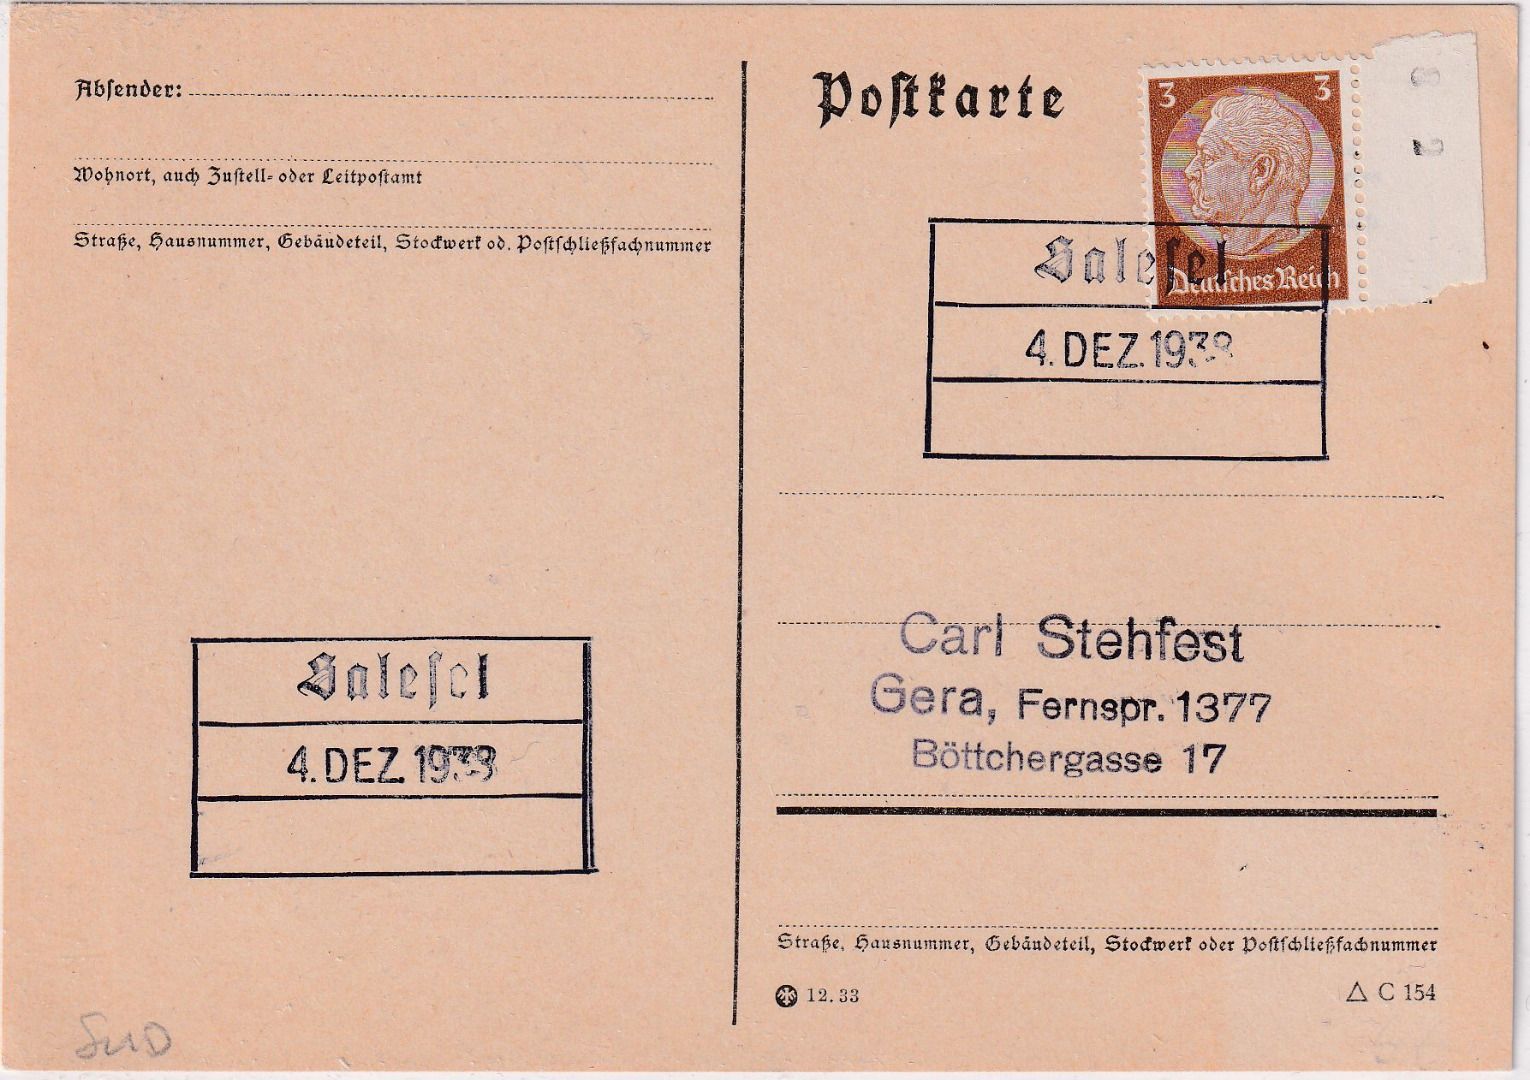 Absender:
Wohnort, auch Zustell- oder Leitpostamt
Straße, Hausnummer, Gebäudeteil, Stockwerk od. Postschließfachnummer
Postkarte
3 3
Deutsches Reich
8 2
Salesel
4. DEZ. 1938
Salesel
4. DEZ. 1938
Carl Stehfest
Gera, Fernspr. 1377
Böttchergasse 17
Straße, Hausnummer, Gebäudeteil, Stockwerk oder Postschließfachnummer
12. 33
△ C 154